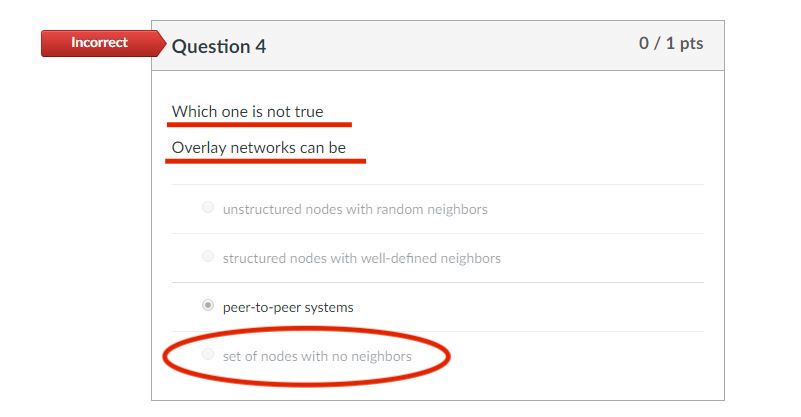 Incorrect
Question 4
0 / 1 pts
Which one is not true
Overlay networks can be
unstructured nodes with random neighbors
structured nodes with well-defined neighbors
peer-to-peer systems
set of nodes with no neighbors